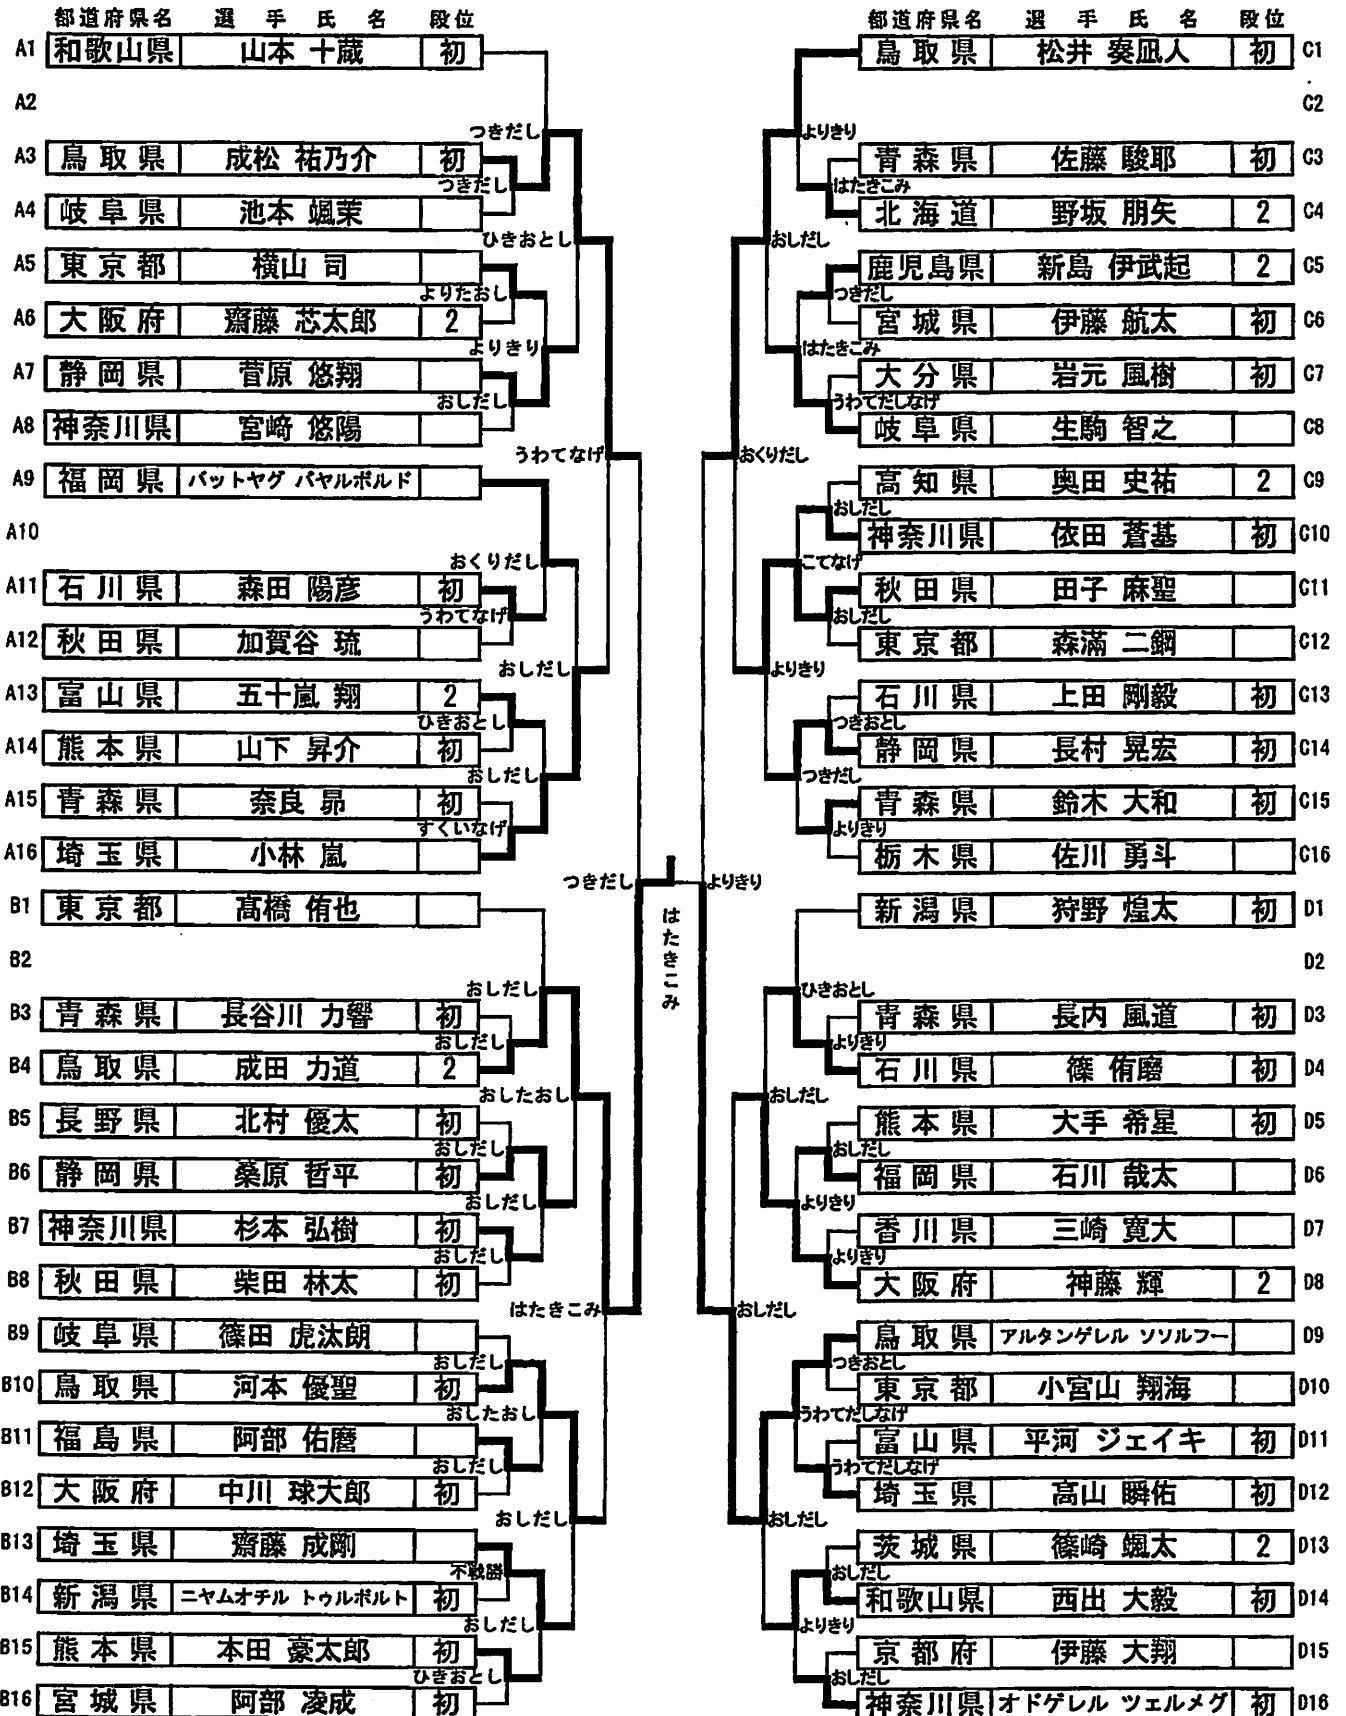 都道府県名 選手氏名 段位
A1 和歌山県 山本 十蔵 初
A2
つきだし
A3 鳥取県 成松 祐乃介 初
つきだし
A4 岐阜県 池本 颯茉
ひきおとし
A5 東京都 横山 司
よりたおし
A6 大阪府 齋藤 芯太郎 2
よりきり
A7 静岡県 菅原 悠翔
おしだし
A8 神奈川県 宮崎 悠陽
うわてなげ
A9 福岡県 バットヤグ バヤルボルド
A10
おくりだし
A11 石川県 森田 陽彦 初
うわてなげ
A12 秋田県 加賀谷 琉
おしだし
A13 富山県 五十嵐 翔 2
ひきおとし
A14 熊本県 山下 昇介 初
おしだし
A15 青森県 奈良 昴 初
すくいなげ
A16 埼玉県 小林 嵐
つきだし
B1 東京都 髙橋 侑也
B2
おしだし
B3 青森県 長谷川 力響 初
おしだし
B4 鳥取県 成田 力道 2
おしたおし
B5 長野県 北村 優太 初
おしだし
B6 静岡県 桑原 哲平 初
おしだし
B7 神奈川県 杉本 弘樹 初
おしだし
B8 秋田県 柴田 林太 初
はたきこみ
B9 岐阜県 篠田 虎汰朗
おしだし
B10 鳥取県 河本 優聖 初
おしたおし
B11 福島県 阿部 佑麿
おしだし
B12 大阪府 中川 球大郎 初
おしだし
B13 埼玉県 齋藤 成剛
不戦勝
B14 新潟県 ニヤムオチル トゥルボルト 初
おしだし
B15 熊本県 本田 豪太郎 初
ひきおとし
B16 宮城県 阿部 凌成 初
はたきこみ
都道府県名 選手氏名 段位
鳥取県 松井 奏凪人 初 C1
C2
よりきり
青森県 佐藤 駿耶 初 C3
はたきこみ
北海道 野坂 朋矢 2 C4
おしだし
鹿児島県 新島 伊武起 2 C5
つきだし
宮城県 伊藤 航太 初 C6
はたきこみ
大分県 岩元 風樹 初 C7
うわてだしなげ
岐阜県 生駒 智之 C8
おくりだし
高知県 奥田 史祐 2 C9
おしだし
神奈川県 依田 蒼基 初 C10
こてなげ
秋田県 田子 麻聖 C11
おしだし
東京都 森滿 二鋼 C12
よりきり
石川県 上田 剛毅 初 C13
つきおとし
静岡県 長村 晃宏 初 C14
つきだし
青森県 鈴木 大和 初 C15
よりきり
栃木県 佐川 勇斗 C16
よりきり
新潟県 狩野 煌太 初 D1
D2
ひきおとし
青森県 長内 風道 初 D3
よりきり
石川県 篠 侑磨 初 D4
おしだし
熊本県 大手 希星 初 D5
おしだし
福岡県 石川 哉太 D6
よりきり
香川県 三崎 寛大 D7
よりきり
大阪府 神藤 輝 2 D8
おしだし
鳥取県 アルタンゲレル ソソルフー D9
つきおとし
東京都 小宮山 翔海 D10
うわてだしなげ
富山県 平河 ジェイキ 初 D11
うわてだしなげ
埼玉県 高山 瞬佑 初 D12
おしだし
茨城県 篠崎 颯太 2 D13
おしだし
和歌山県 西出 大毅 初 D14
よりきり
京都府 伊藤 大翔 D15
おしだし
神奈川県 オドゲレル ツェルメグ 初 D16